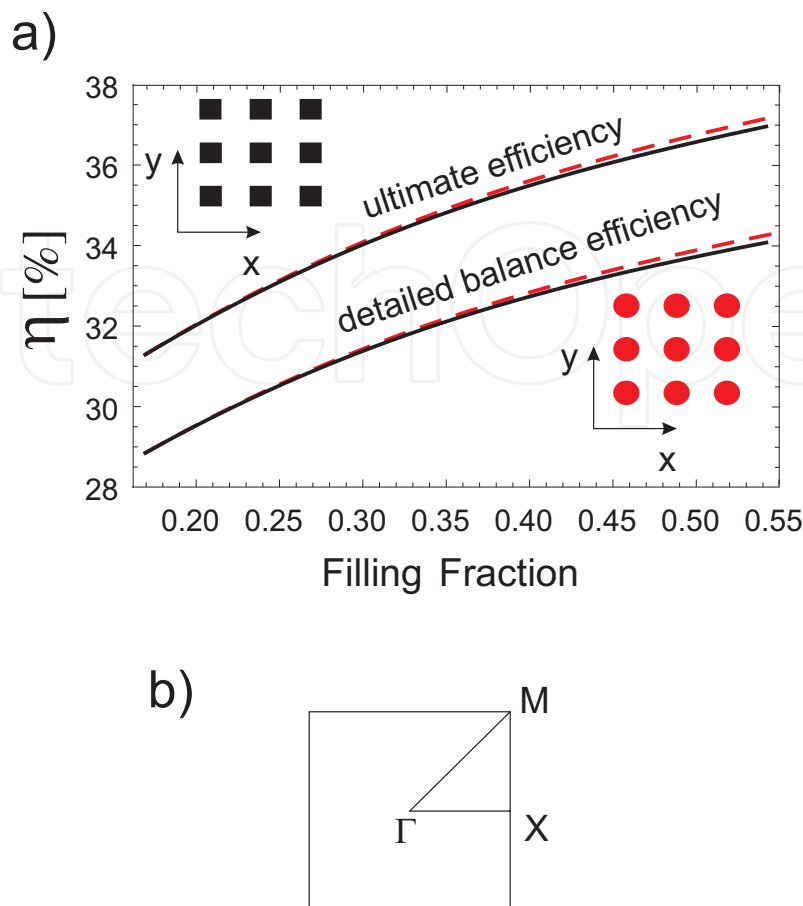 a)
38
36
34
32
30
28
η [%]
y
x
ultimate efficiency
detailed balance efficiency
y
x
0.20 0.25 0.30 0.35 0.40 0.45 0.50 0.55
Filling Fraction
techOpe
b)
M
Γ
X